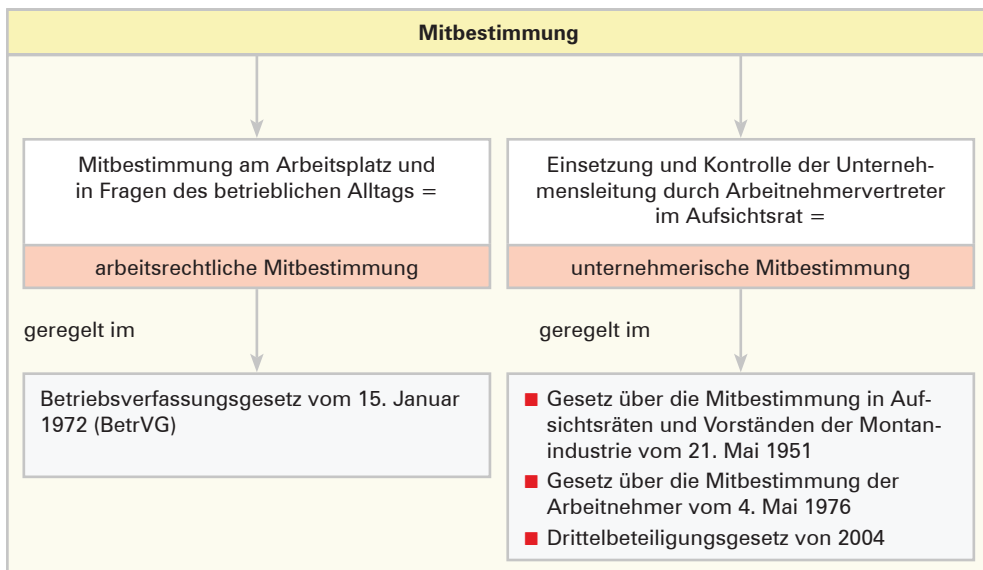 Mitbestimmung
Mitbestimmung am Arbeitsplatz und
in Fragen des betrieblichen Alltags =
arbeitsrechtliche Mitbestimmung
geregelt im
Betriebsverfassungsgesetz vom 15. Januar
1972 (BetrVG)
Einsetzung und Kontrolle der Unterneh-
mensleitung durch Arbeitnehmervertreter
im Aufsichtsrat =
unternehmerische Mitbestimmung
geregelt im
Gesetz über die Mitbestimmung in Auf-
sichtsräten und Vorständen der Montan-
industrie vom 21. Mai 1951
Gesetz über die Mitbestimmung der
Arbeitnehmer vom 4. Mai 1976
Drittelbeteiligungsgesetz von 2004